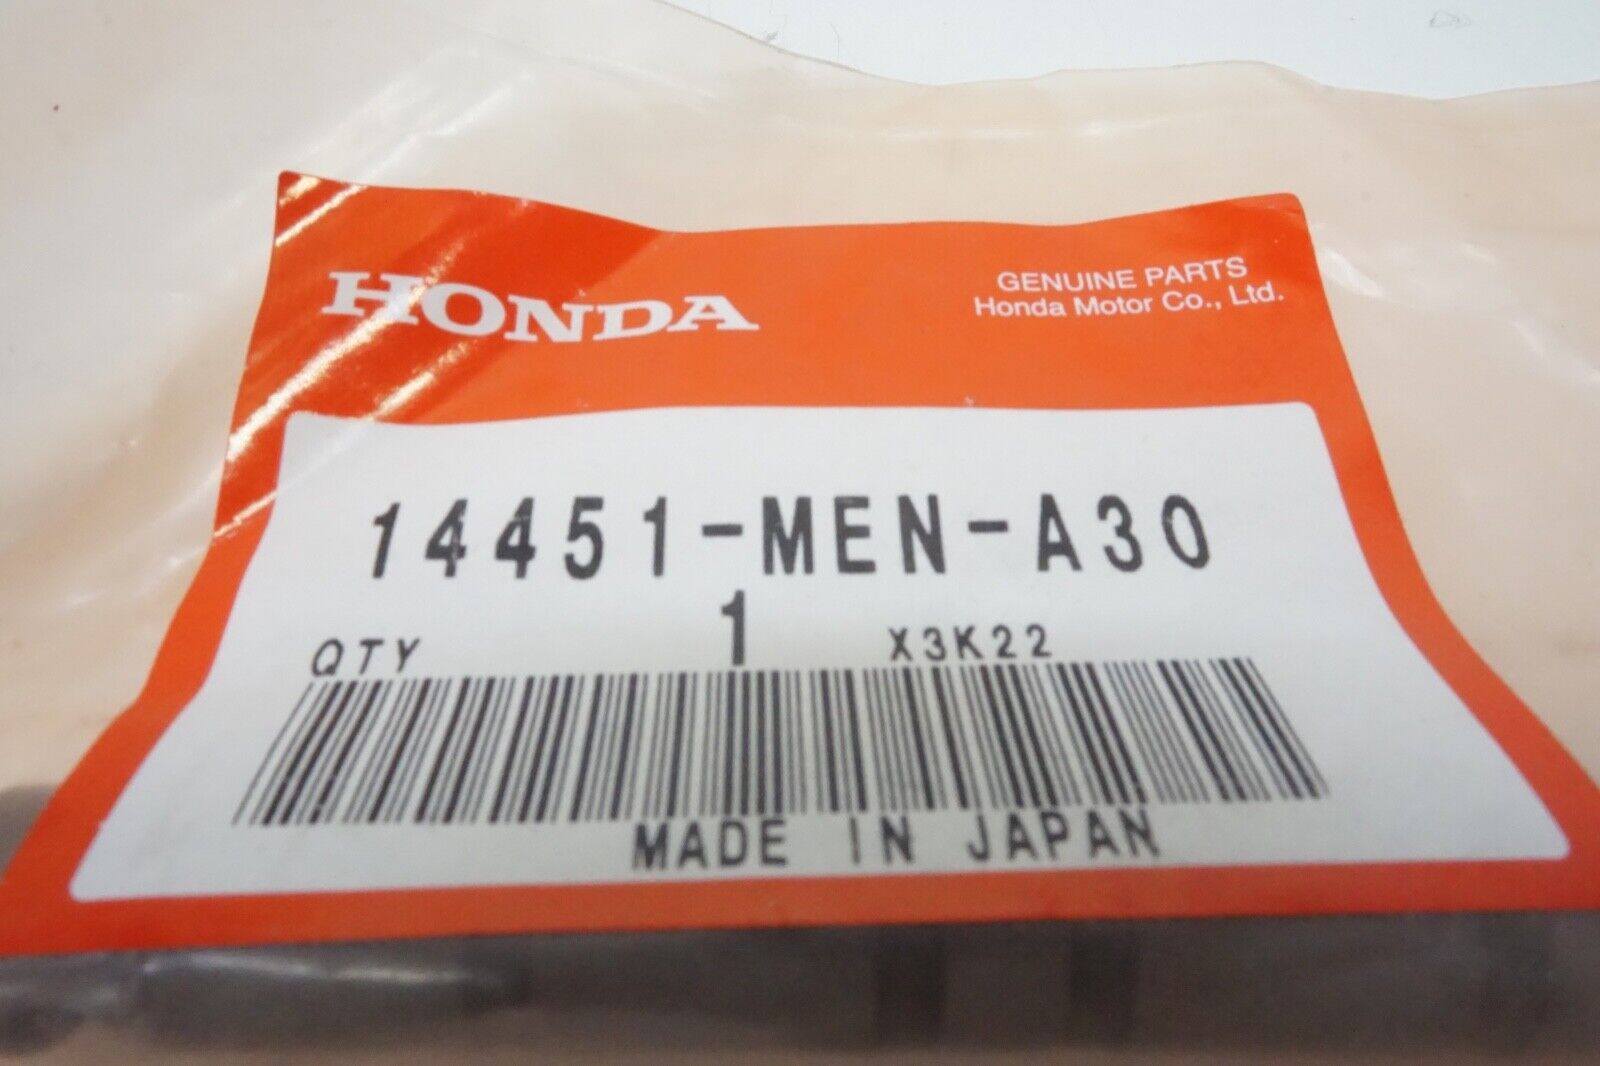 HONDA
GENUINE PARTS
Honda Motor Co., Ltd.
14451-MEN-A30
QTY 1 X3K22
MADE IN JAPAN